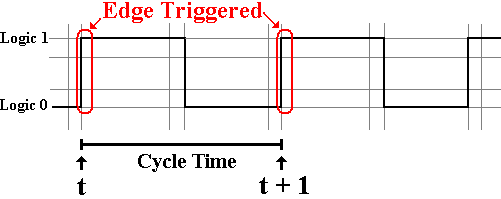 Edge Triggered
Logic 1
Logic 0
Cycle Time
t
t + 1